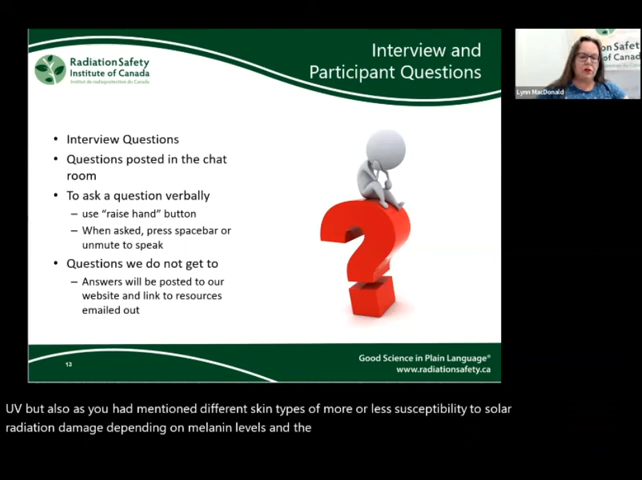 Radiation Safety
Institute of Canada
Institut de radioprotection du Canada
Interview and
Participant Questions
• Interview Questions
• Questions posted in the chat
room
• To ask a question verbally
– use “raise hand” button
– When asked, press spacebar or
unmute to speak
• Questions we do not get to
– Answers will be posted to our
website and link to resources
emailed out
13
Good Science in Plain Language®
www.radiationsafety.ca
on Safet
of Canad
Lynn MacDonald
UV but also as you had mentioned different skin types of more or less susceptibility to solar
radiation damage depending on melanin levels and the